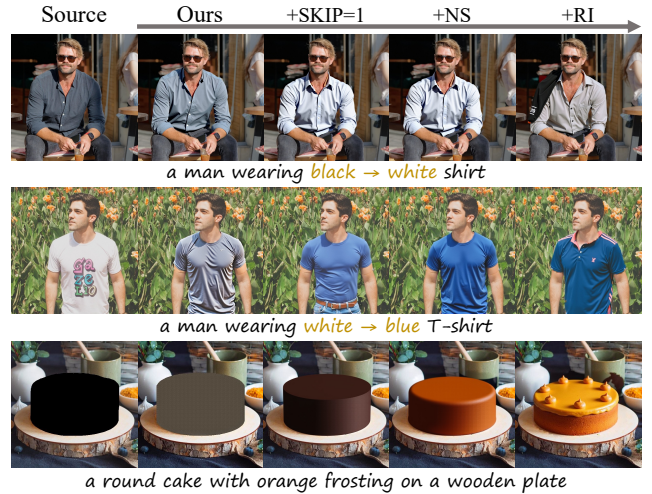 Source Ours +SKIP=1 +NS +RI
a man wearing black → white shirt
a man wearing white → blue T-shirt
a round cake with orange frosting on a wooden plate